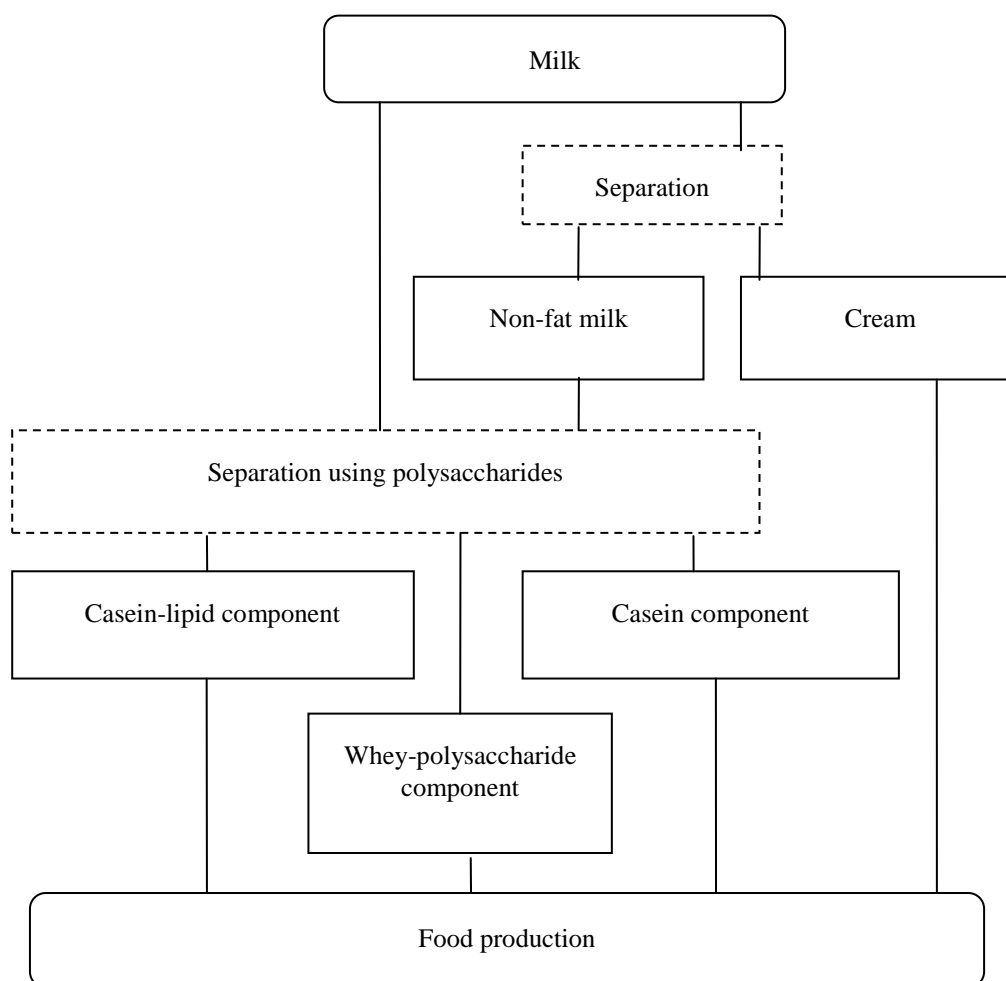 Milk
Separation
Non-fat milk
Cream
Separation using polysaccharides
Casein-lipid component
Casein component
Whey-polysaccharide
component
Food production